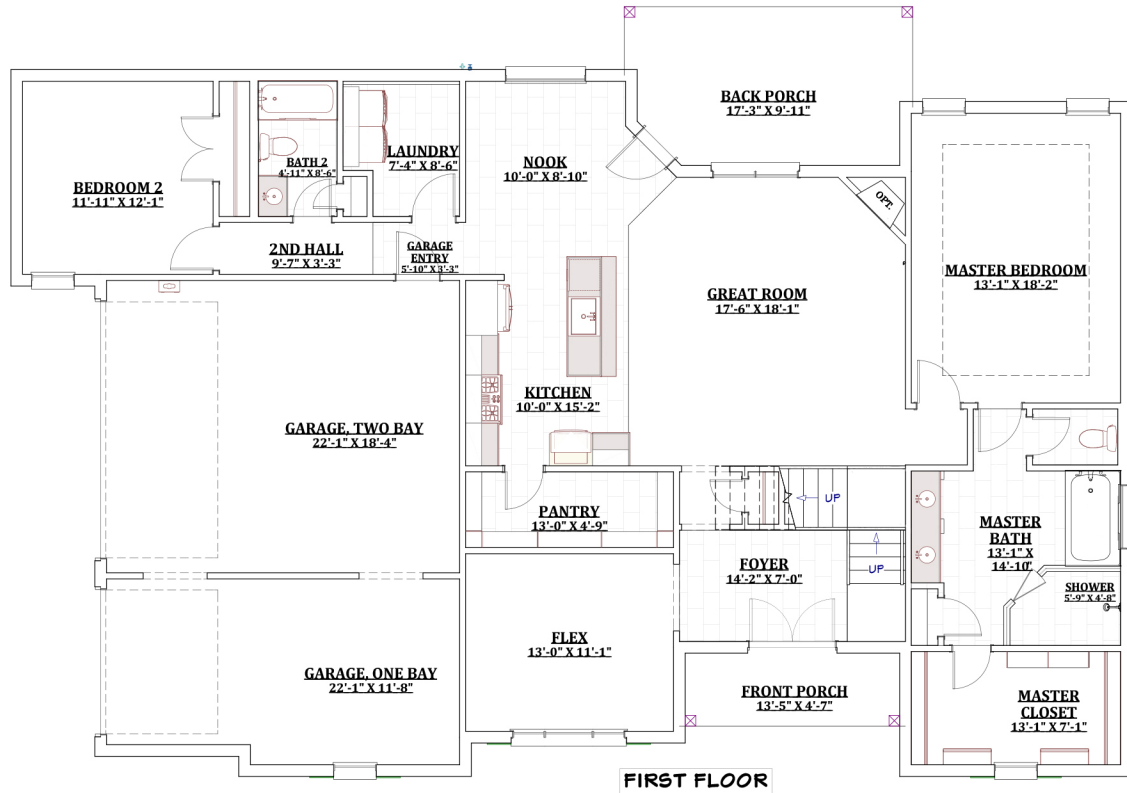 BACK PORCH
17'-3" X 9'-11"
BEDROOM 2
11'-11" X 12'-1"
BATH 2
4'-11" X 8'-6"
LAUNDRY
7'-4" X 8'-6"
NOOK
10'-0" X 8'-10"
OPT.
2ND HALL
9'-7" X 3'-3"
GARAGE
ENTRY
5'-10" X 3'-3"
GREAT ROOM
17'-6" X 18'-1"
MASTER BEDROOM
13'-1" X 18'-2"
KITCHEN
10'-0" X 15'-2"
GARAGE, TWO BAY
22'-1" X 18'-4"
PANTRY
13'-0" X 4'-9"
UP
UP
FOYER
14'-2" X 7'-0"
MASTER
BATH
13'-1" X
14'-10"
SHOWER
5'-9" X 4'-8"
FLEX
13'-0" X 11'-1"
GARAGE, ONE BAY
22'-1" X 11'-8"
FRONT PORCH
13'-5" X 4'-7"
MASTER
CLOSET
13'-1" X 7'-1"
FIRST FLOOR